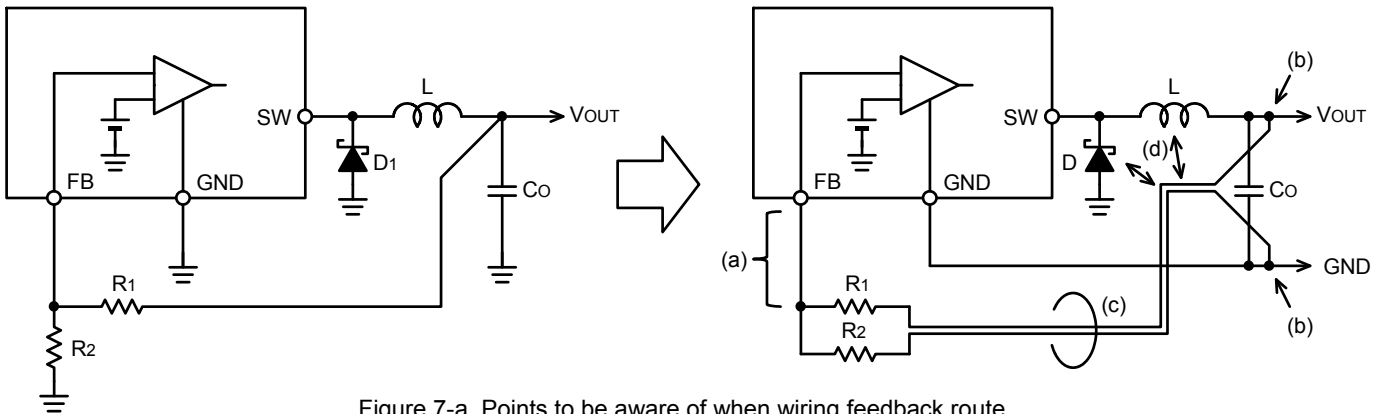 L
SW
VOUT
D1
CO
FB
GND
R1
R2
(b)
L
SW
VOUT
(d)
D
CO
FB
GND
(a)
GND
R1
(c)
(b)
R2
Figure 7-a. Points to be aware of when wiring feedback route